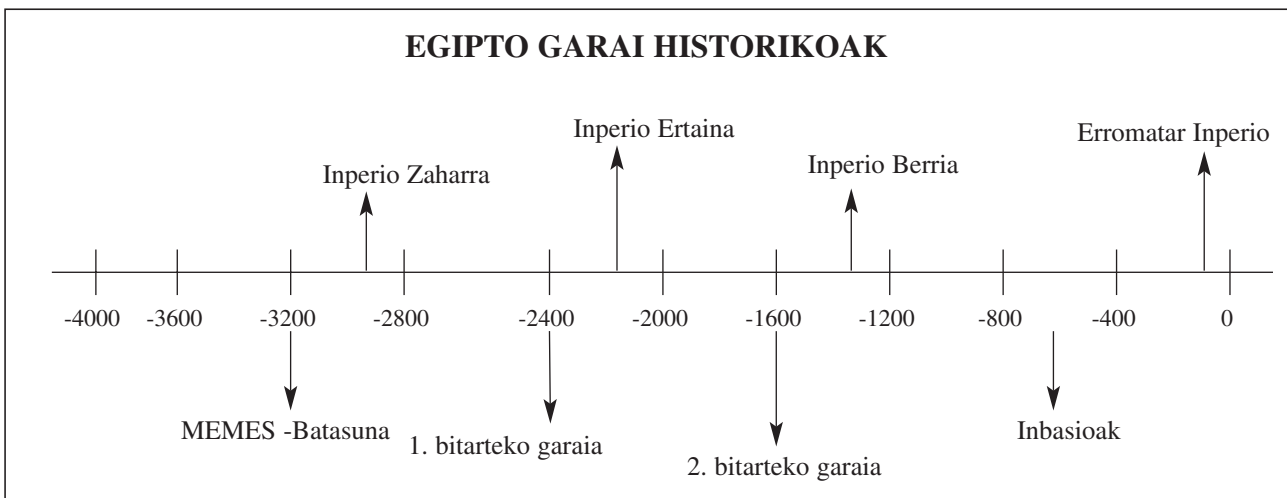 EGIPTO GARAI HISTORIKOAK
Inperio Ertaina
Erromatar Inperio
Inperio Berria
Inperio Zaharra
-4000 -3600 -3200 -2800 -2400 -2000 -1600 -1200 -800 -400 0
MEMES -Batasuna
1. bitarteko garaia
Inbasioak
2. bitarteko garaia